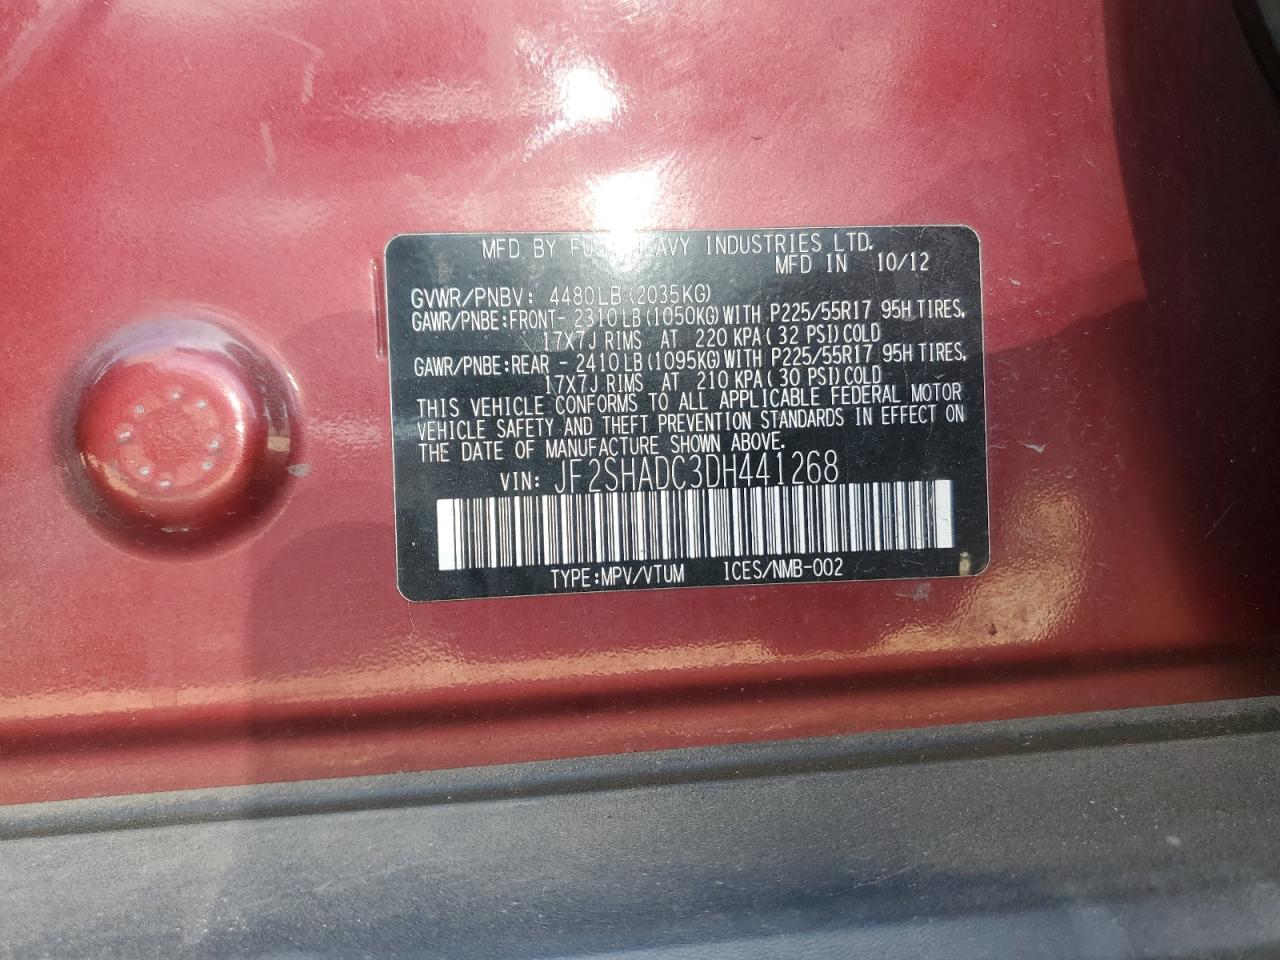 MFD BY FUJI HEAVY INDUSTRIES LTD.
MFD IN 10/12
GVWR/PNBV: 4480LB(2035KG)
GAWR/PNBE:FRONT- 2310LB(1050KG)WITH P225/55R17 95H TIRES,
17X7J RIMS AT 220 KPA(32 PSI)COLD
GAWR/PNBE:REAR - 2410LB(1095KG)WITH P225/55R17 95H TIRES,
17X7J RIMS AT 210 KPA(30 PSI)COLD
THIS VEHICLE CONFORMS TO ALL APPLICABLE FEDERAL MOTOR
VEHICLE SAFETY AND THEFT PREVENTION STANDARDS IN EFFECT ON
THE DATE OF MANUFACTURE SHOWN ABOVE.
VIN: JF2SHADC3DH441268
TYPE:MPV/VTUM ICES/NMB-002